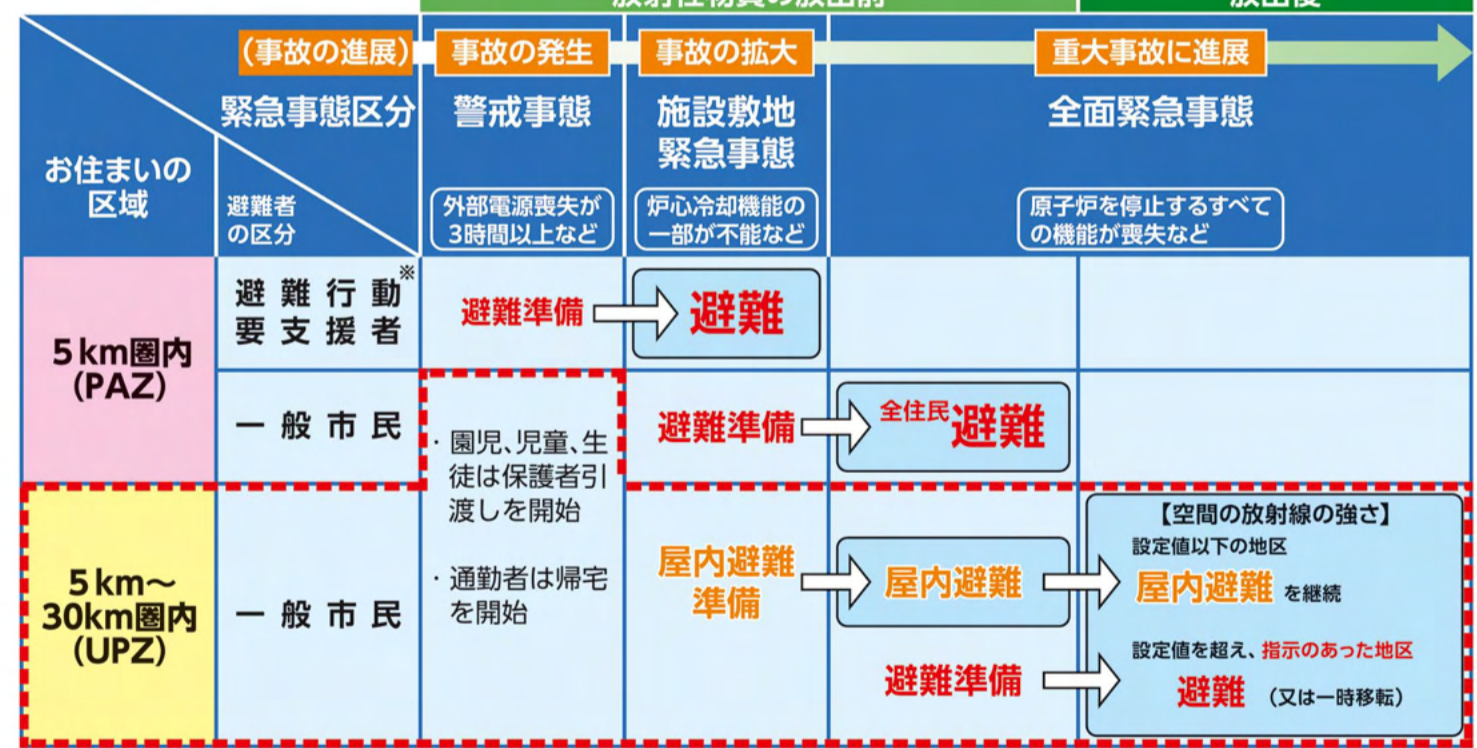 放射性物質の放出前
放出後
(事故の進展)
事故の発生
事故の拡大
重大事故に進展
緊急事態区分
警戒事態
施設敷地
緊急事態
全面緊急事態
お住まいの
区域
避難者
の区分
外部電源喪失が
3時間以上など
炉心冷却機能の
一部が不能など
原子炉を停止するすべて
の機能が喪失など
5km圏内
(PAZ)
避難行動※
要支援者
避難準備
避難
一般市民
・園児、児童、生
徒は保護者引
渡しを開始
・通勤者は帰宅
を開始
避難準備
全住民避難
5km～
30km圏内
(UPZ)
一般市民
屋内避難
準備
屋内避難
避難準備
【空間の放射線の強さ】
設定値以下の地区
屋内避難を継続
設定値を超え、指示のあった地区
避難（又は一時移転）